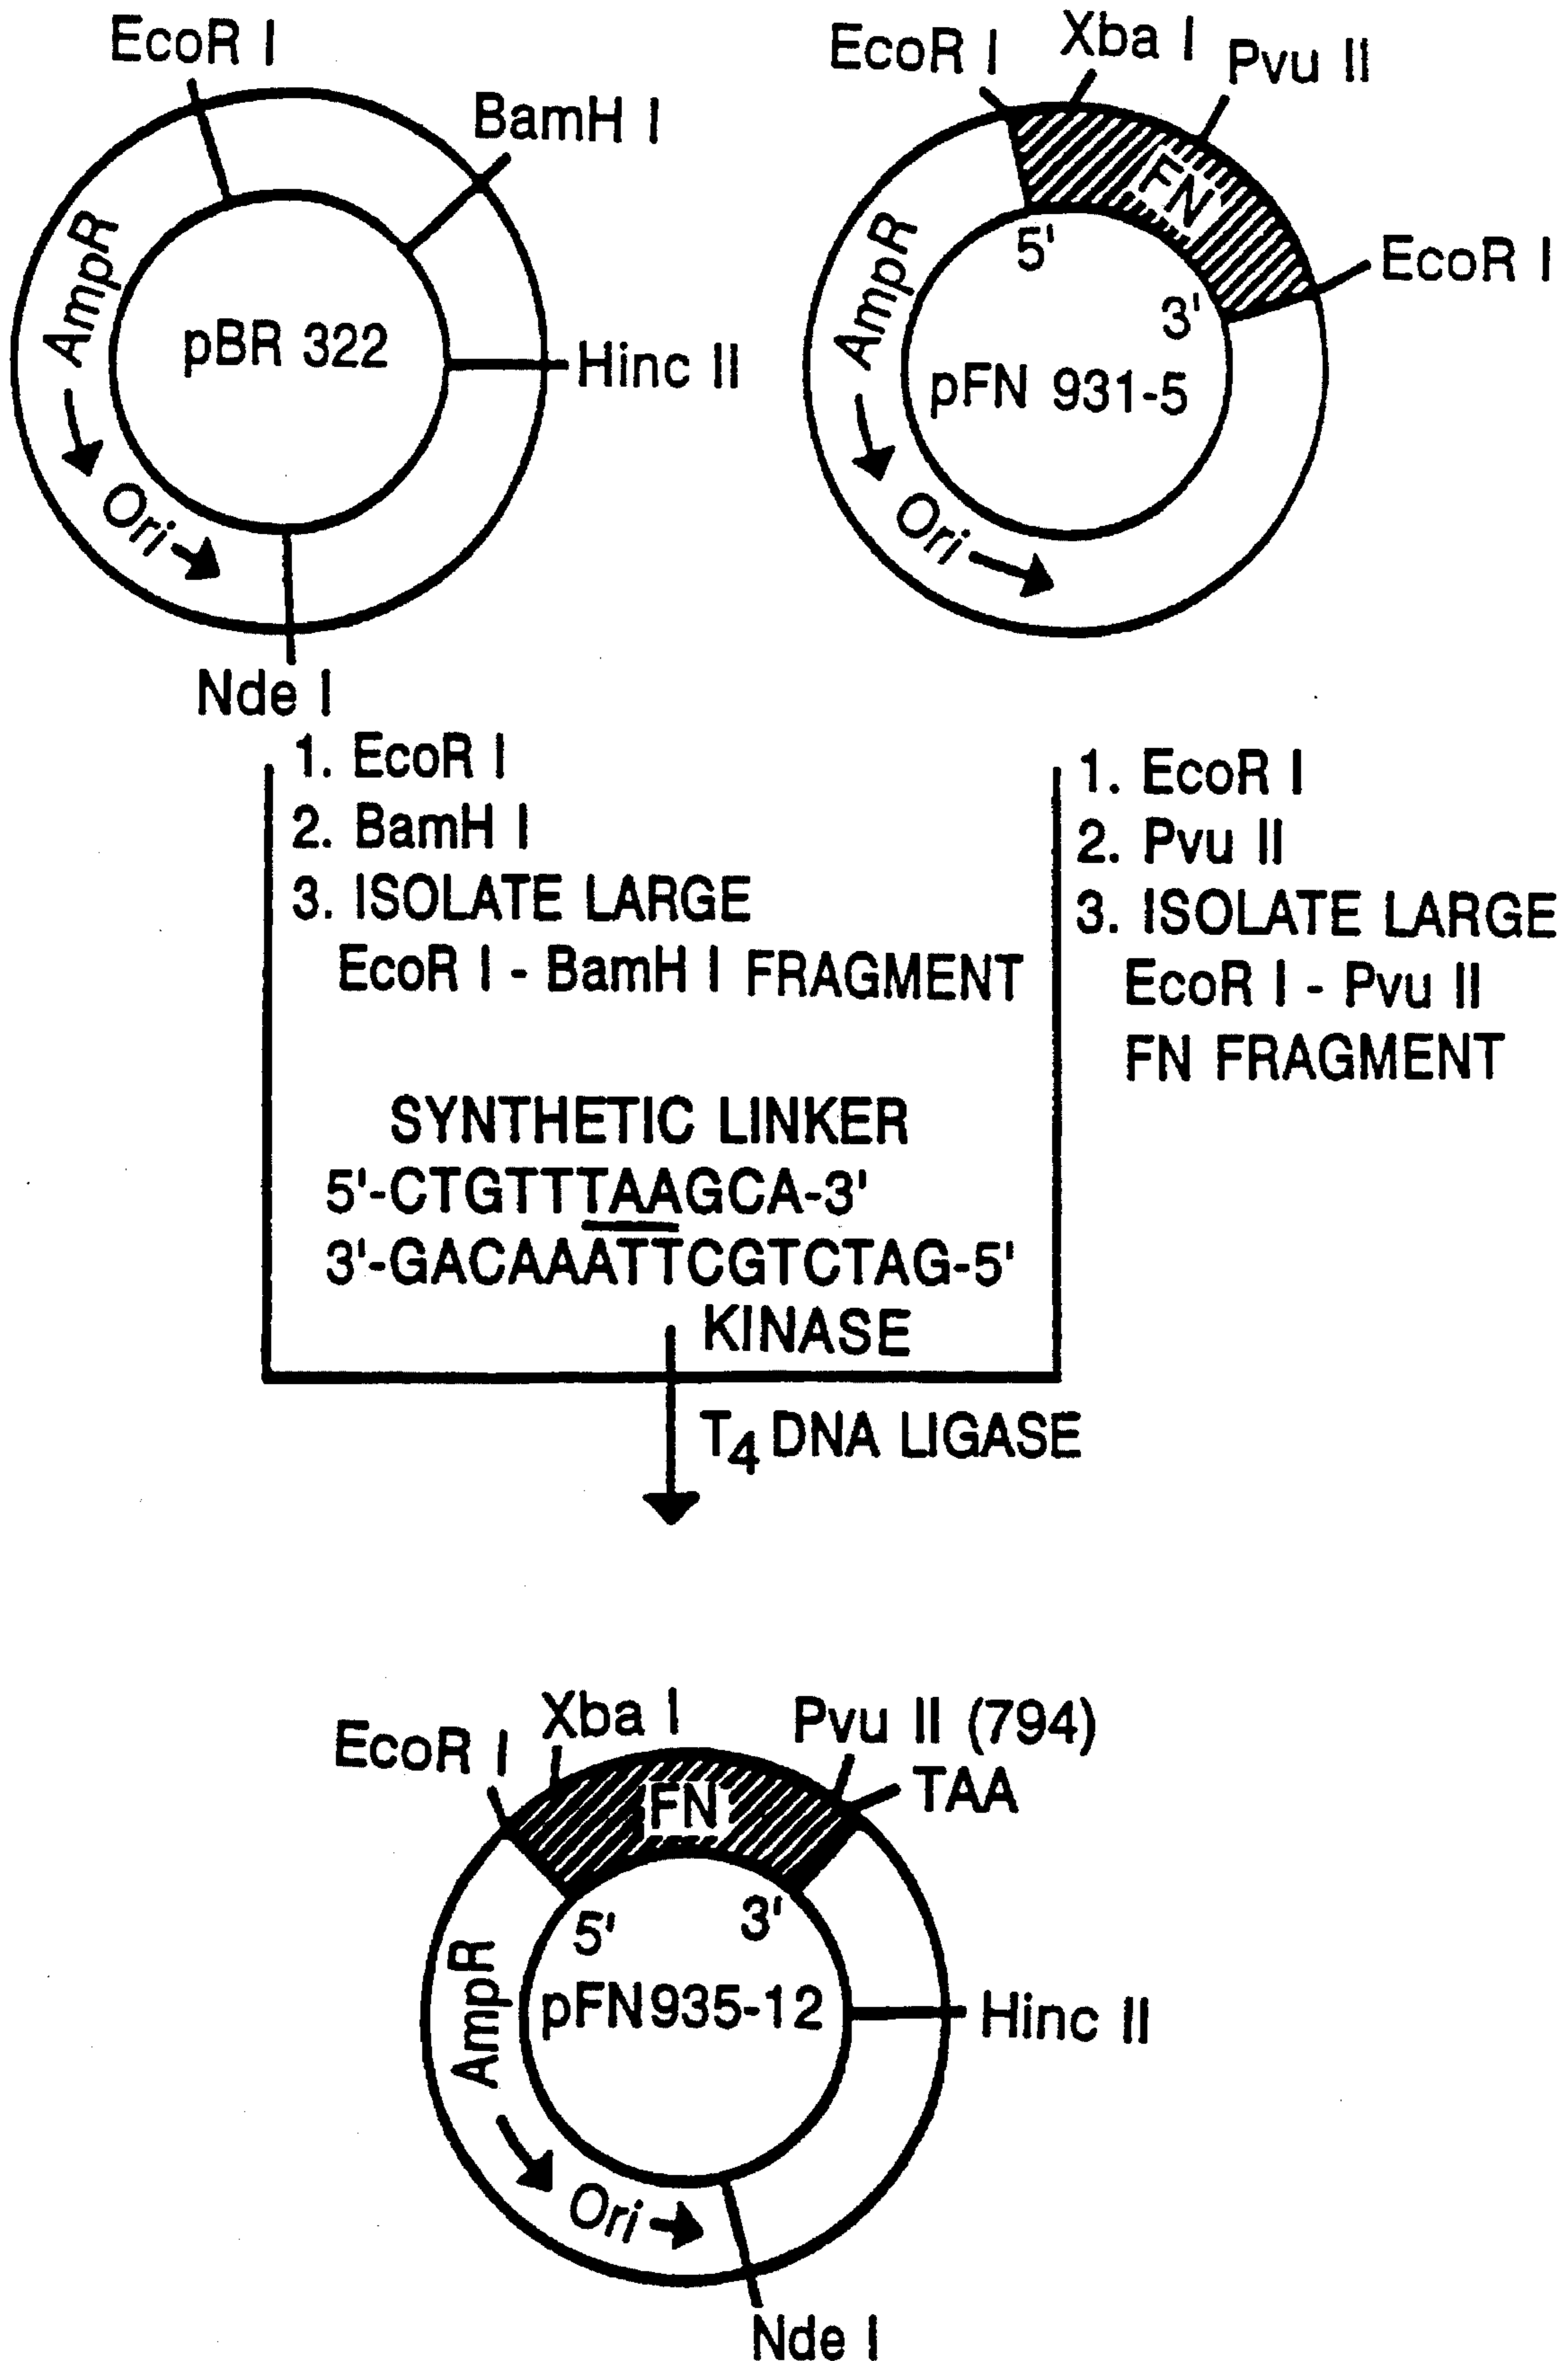 EcoR I
BamH I
AmpR
pBR 322
Hinc II
Ori
Nde I
EcoR I
Xba I
Pvu II
FN
5'
EcoR I
3'
AmpR
pFN 931-5
Ori
1. EcoR I
2. BamH I
3. ISOLATE LARGE
EcoR I - BamH I FRAGMENT
1. EcoR I
2. Pvu II
3. ISOLATE LARGE
EcoR I - Pvu II
FN FRAGMENT
SYNTHETIC LINKER
5'-CTGTTTTAAGCA-3'
3'-GACAAAATTCGTCTAG-5'
KINASE
T4 DNA LIGASE
EcoR I
Xba I
Pvu II (794)
TAA
FN
5'
3'
AmpR
pFN935-12
Hinc II
Ori
Nde I